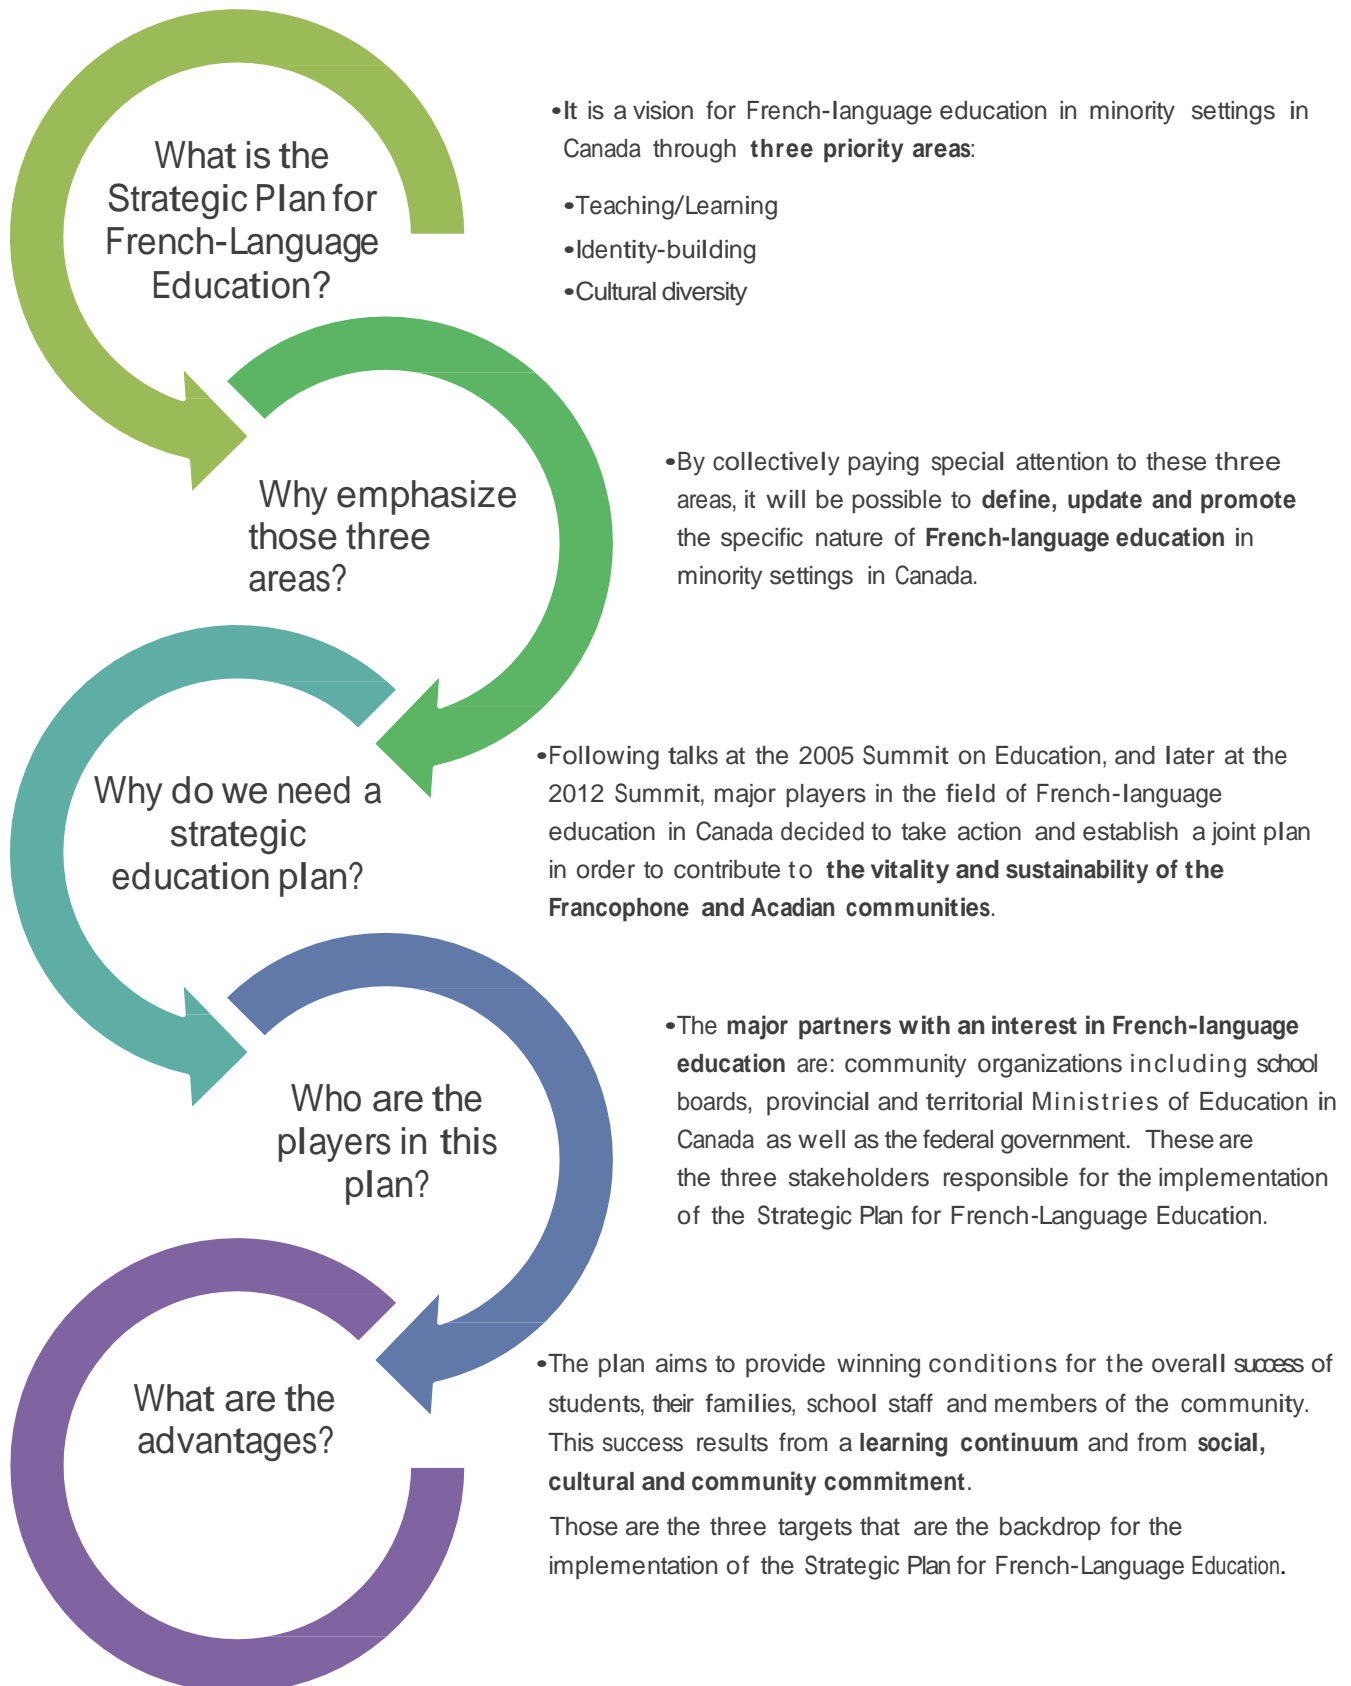 What is the
Strategic Plan for
French-Language
Education?
•It is a vision for French-language education in minority settings in
Canada through three priority areas:
•Teaching/Learning
•Identity-building
•Cultural diversity
Why emphasize
those three
areas?
•By collectively paying special attention to these three
areas, it will be possible to define, update and promote
the specific nature of French-language education in
minority settings in Canada.
Why do we need a
strategic
education plan?
•Following talks at the 2005 Summit on Education, and later at the
2012 Summit, major players in the field of French-language
education in Canada decided to take action and establish a joint plan
in order to contribute to the vitality and sustainability of the
Francophone and Acadian communities.
Who are the
players in this
plan?
•The major partners with an interest in French-language
education are: community organizations including school
boards, provincial and territorial Ministries of Education in
Canada as well as the federal government. These are
the three stakeholders responsible for the implementation
of the Strategic Plan for French-Language Education.
What are the
advantages?
•The plan aims to provide winning conditions for the overall success of
students, their families, school staff and members of the community.
This success results from a learning continuum and from social,
cultural and community commitment.
Those are the three targets that are the backdrop for the
implementation of the Strategic Plan for French-Language Education.